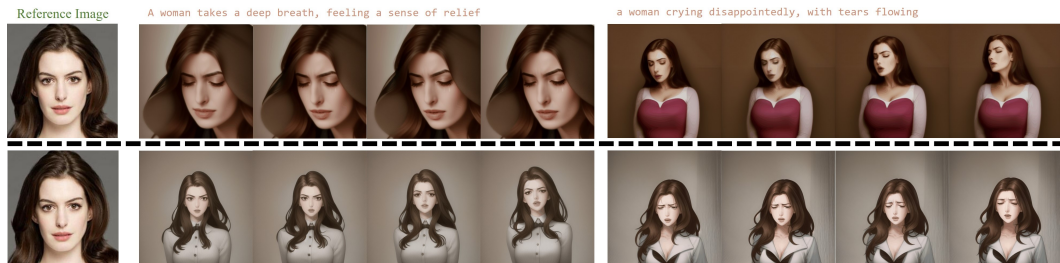 Reference Image
A woman takes a deep breath, feeling a sense of relief
a woman crying disappointedly, with tears flowing